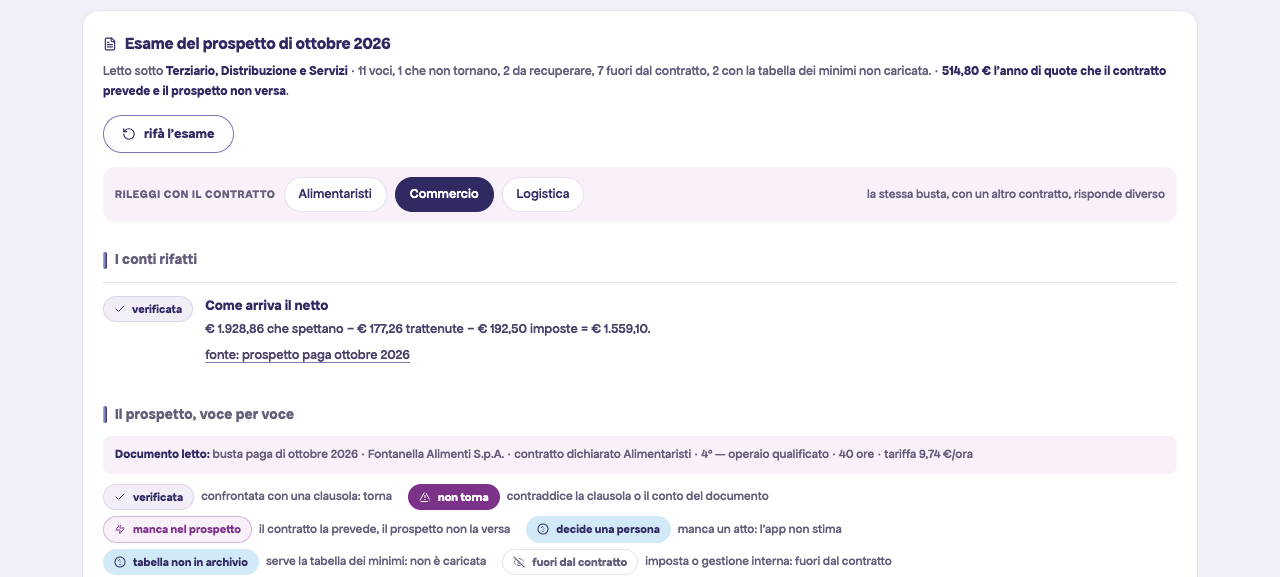 Esame del prospetto di ottobre 2026
Letto sotto Terziario, Distribuzione e Servizi · 11 voci, 1 che non tornano, 2 da recuperare, 7 fuori dal contratto, 2 con la tabella dei minimi non caricata. · 514,80 € l'anno di quote che il contratto
prevede e il prospetto non versa.
rifà l'esame
RILEGGI CON IL CONTRATTO Alimentaristi Commercio Logistica la stessa busta, con un altro contratto, risponde diverso
I conti rifatti
verificata Come arriva il netto
€ 1.928,86 che spettano − € 177,26 trattenute − € 192,50 imposte = € 1.559,10.
fonte: prospetto paga ottobre 2026
Il prospetto, voce per voce
Documento letto: busta paga di ottobre 2026 · Fontanella Alimenti S.p.A. · contratto dichiarato Alimentaristi · 4° — operaio qualificato · 40 ore · tariffa 9,74 €/ora
verificata confrontata con una clausola: torna non torna contraddice la clausola o il conto del documento
manca nel prospetto il contratto la prevede, il prospetto non la versa decide una persona manca un atto: l'app non stima
tabella non in archivio serve la tabella dei minimi: non è caricata fuori dal contratto imposta o gestione interna: fuori dal contratto